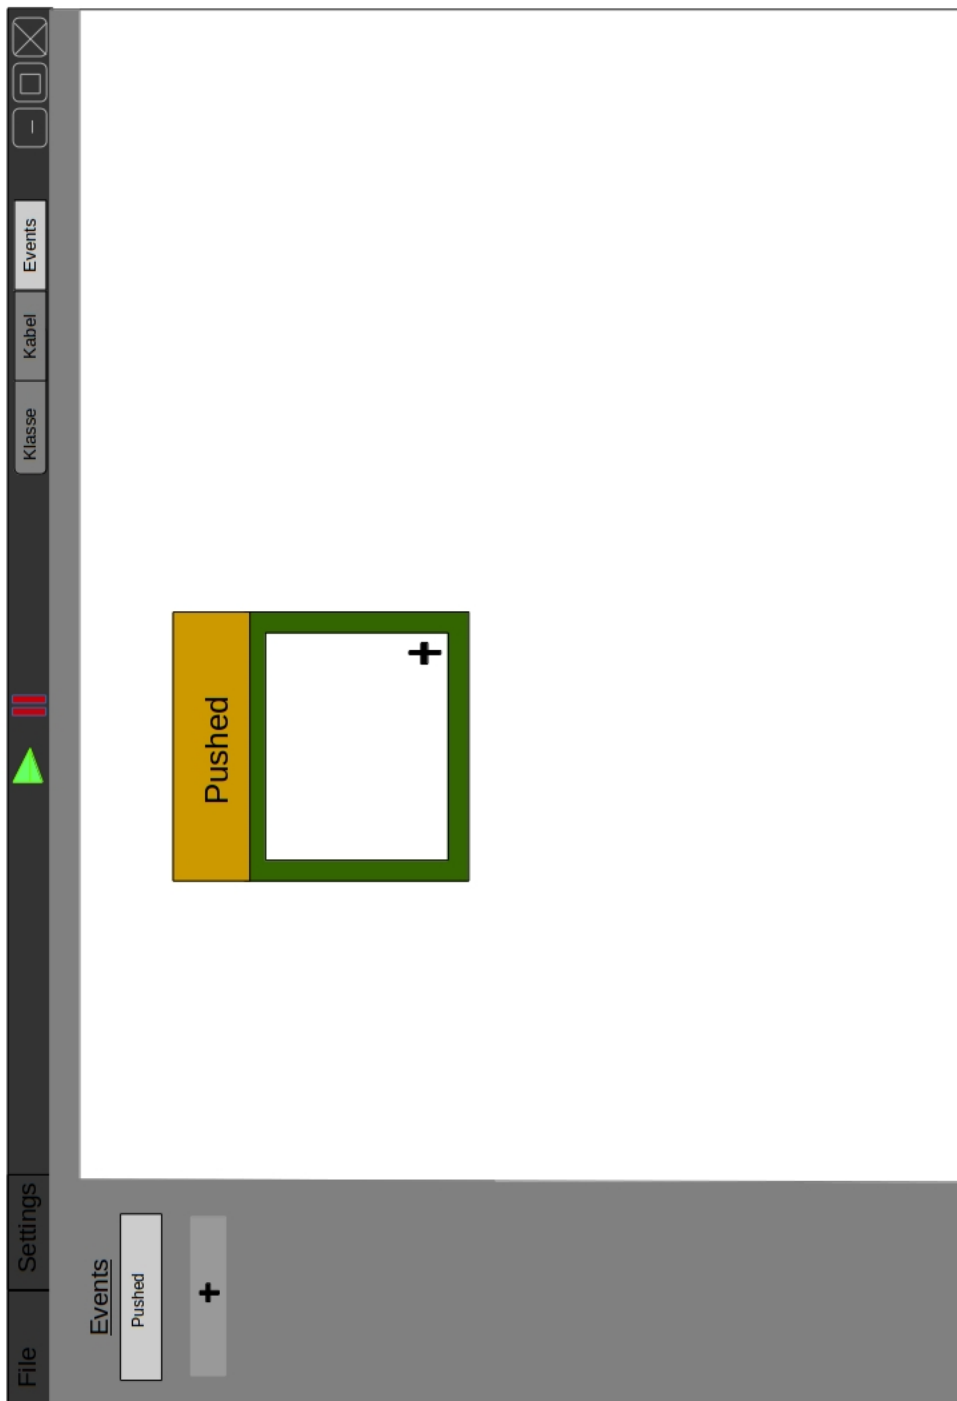 File
Settings
Klasse
Kabel
Events
Events
Pushed
+
Pushed
+